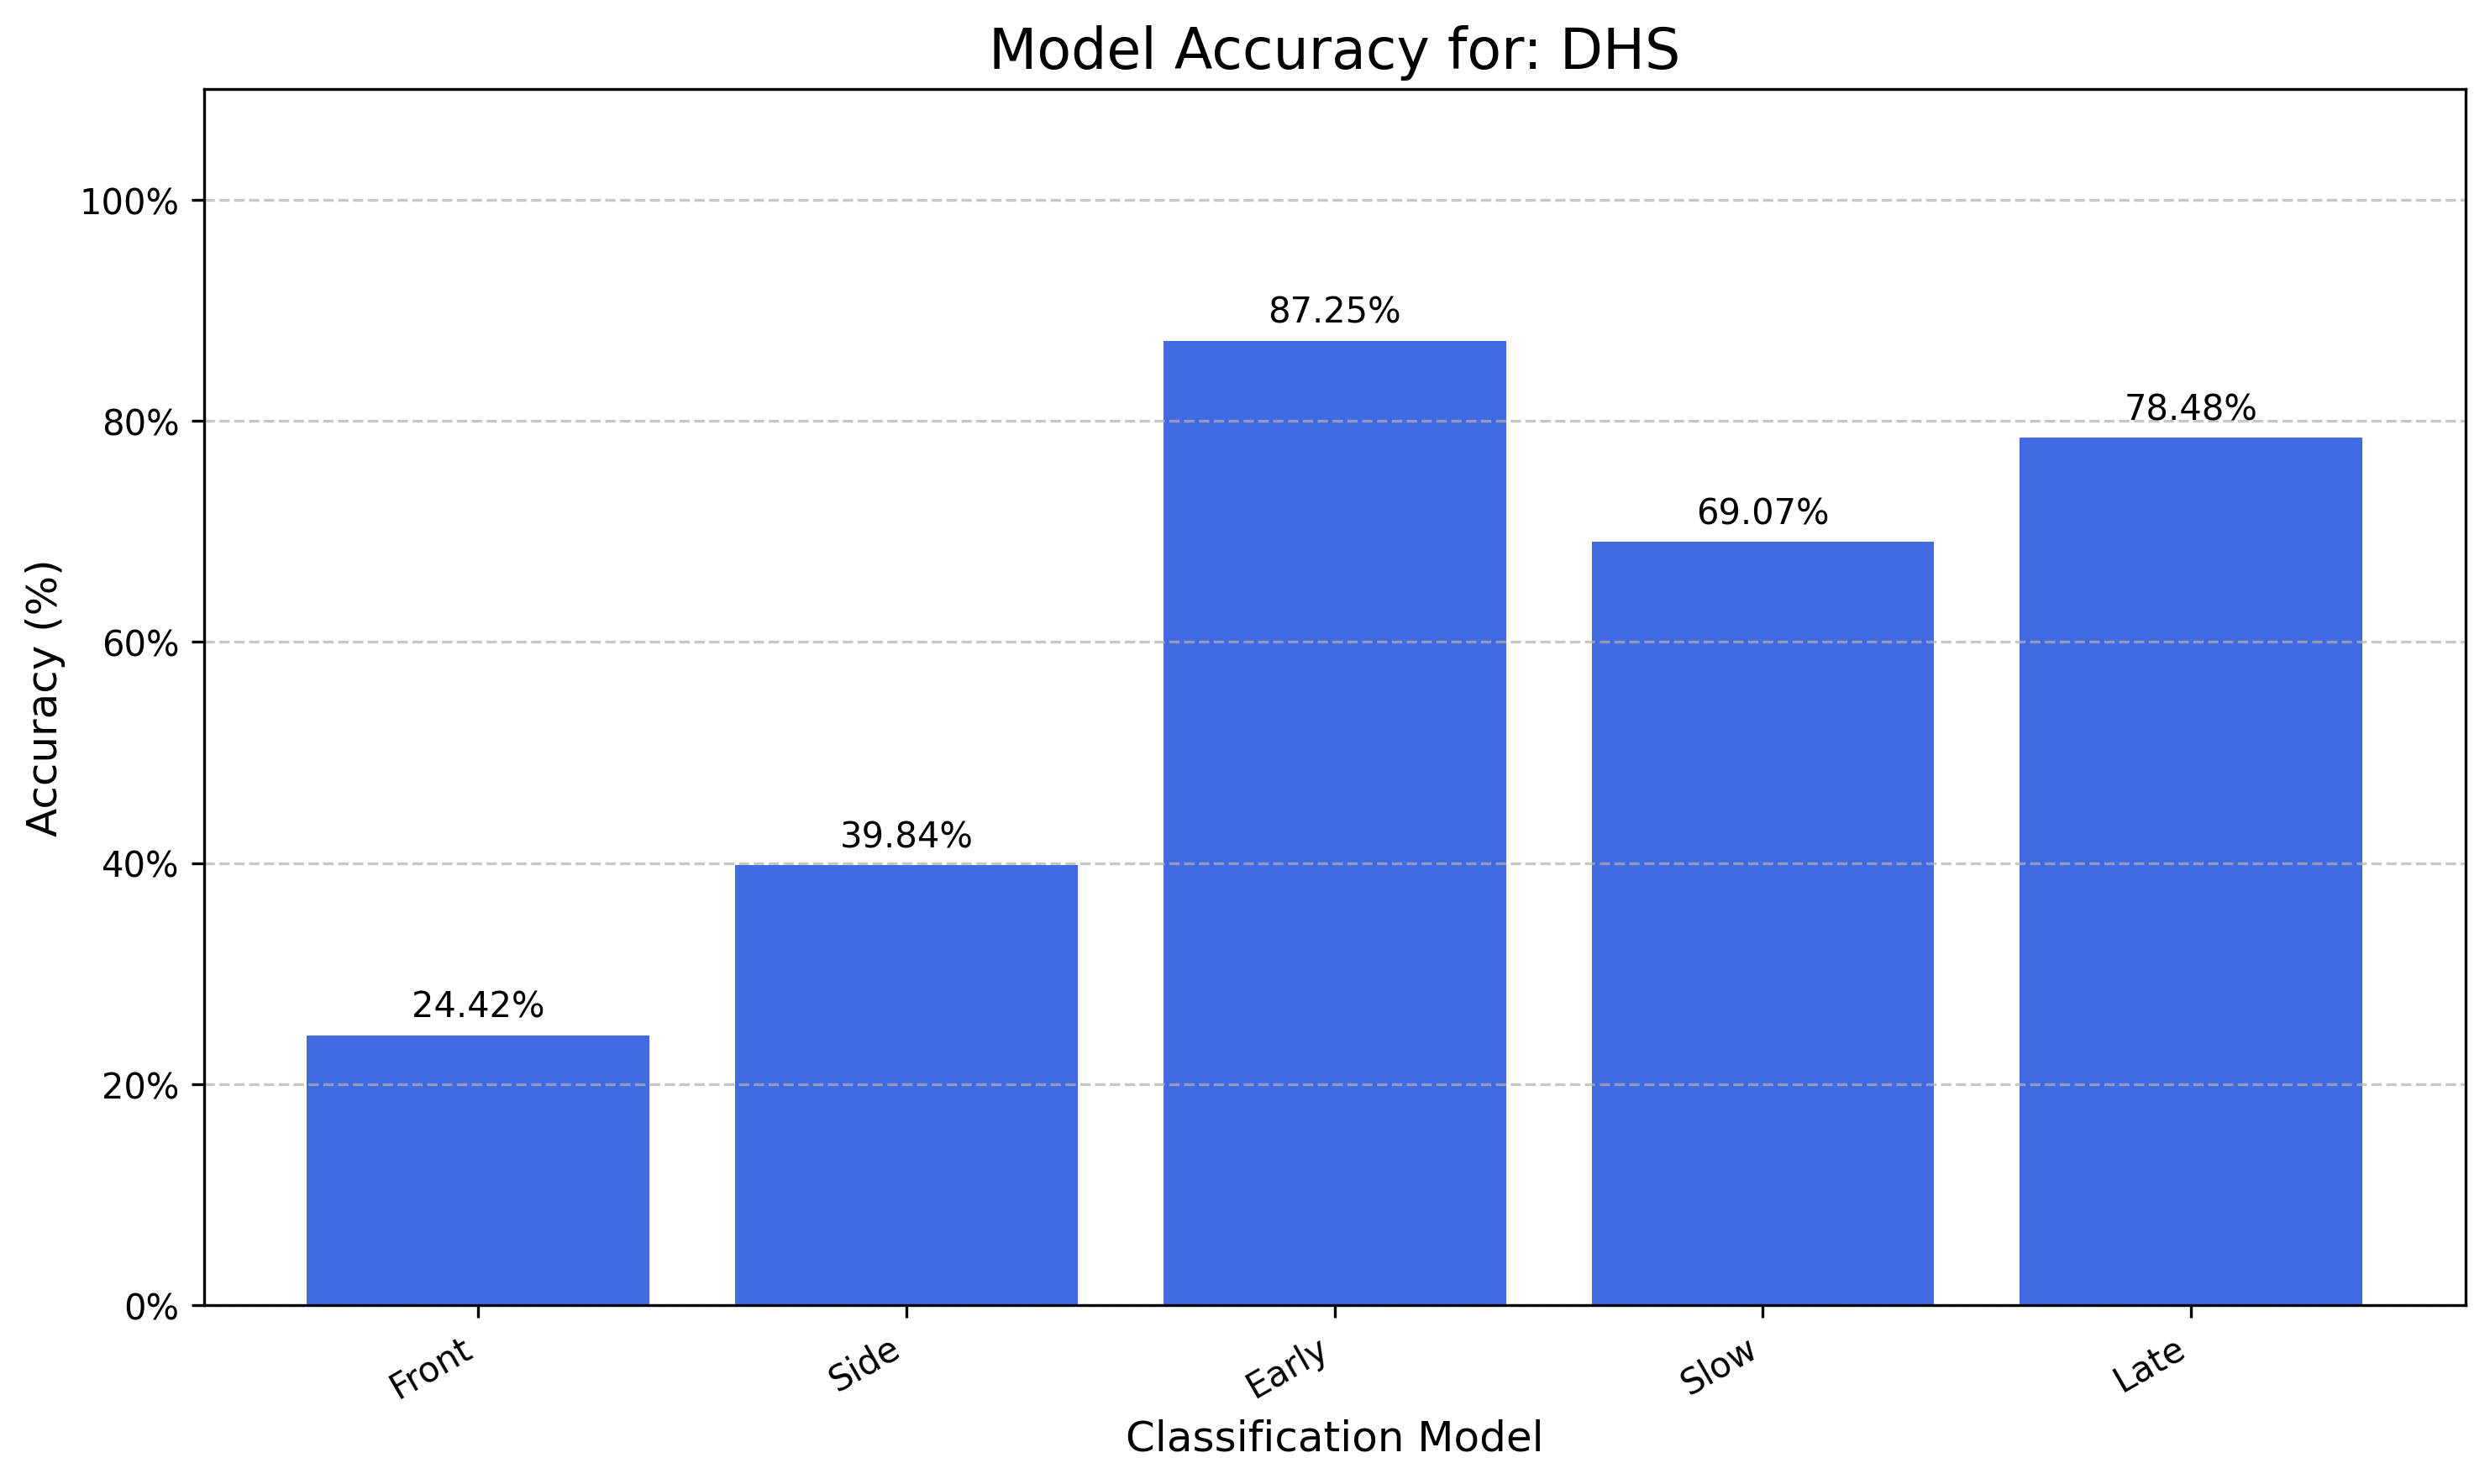 Model Accuracy for: DHS
Accuracy (%)
100%
80%
60%
40%
20%
0%
24.42%
39.84%
87.25%
69.07%
78.48%
Front
Side
Early
Slow
Late
Classification Model